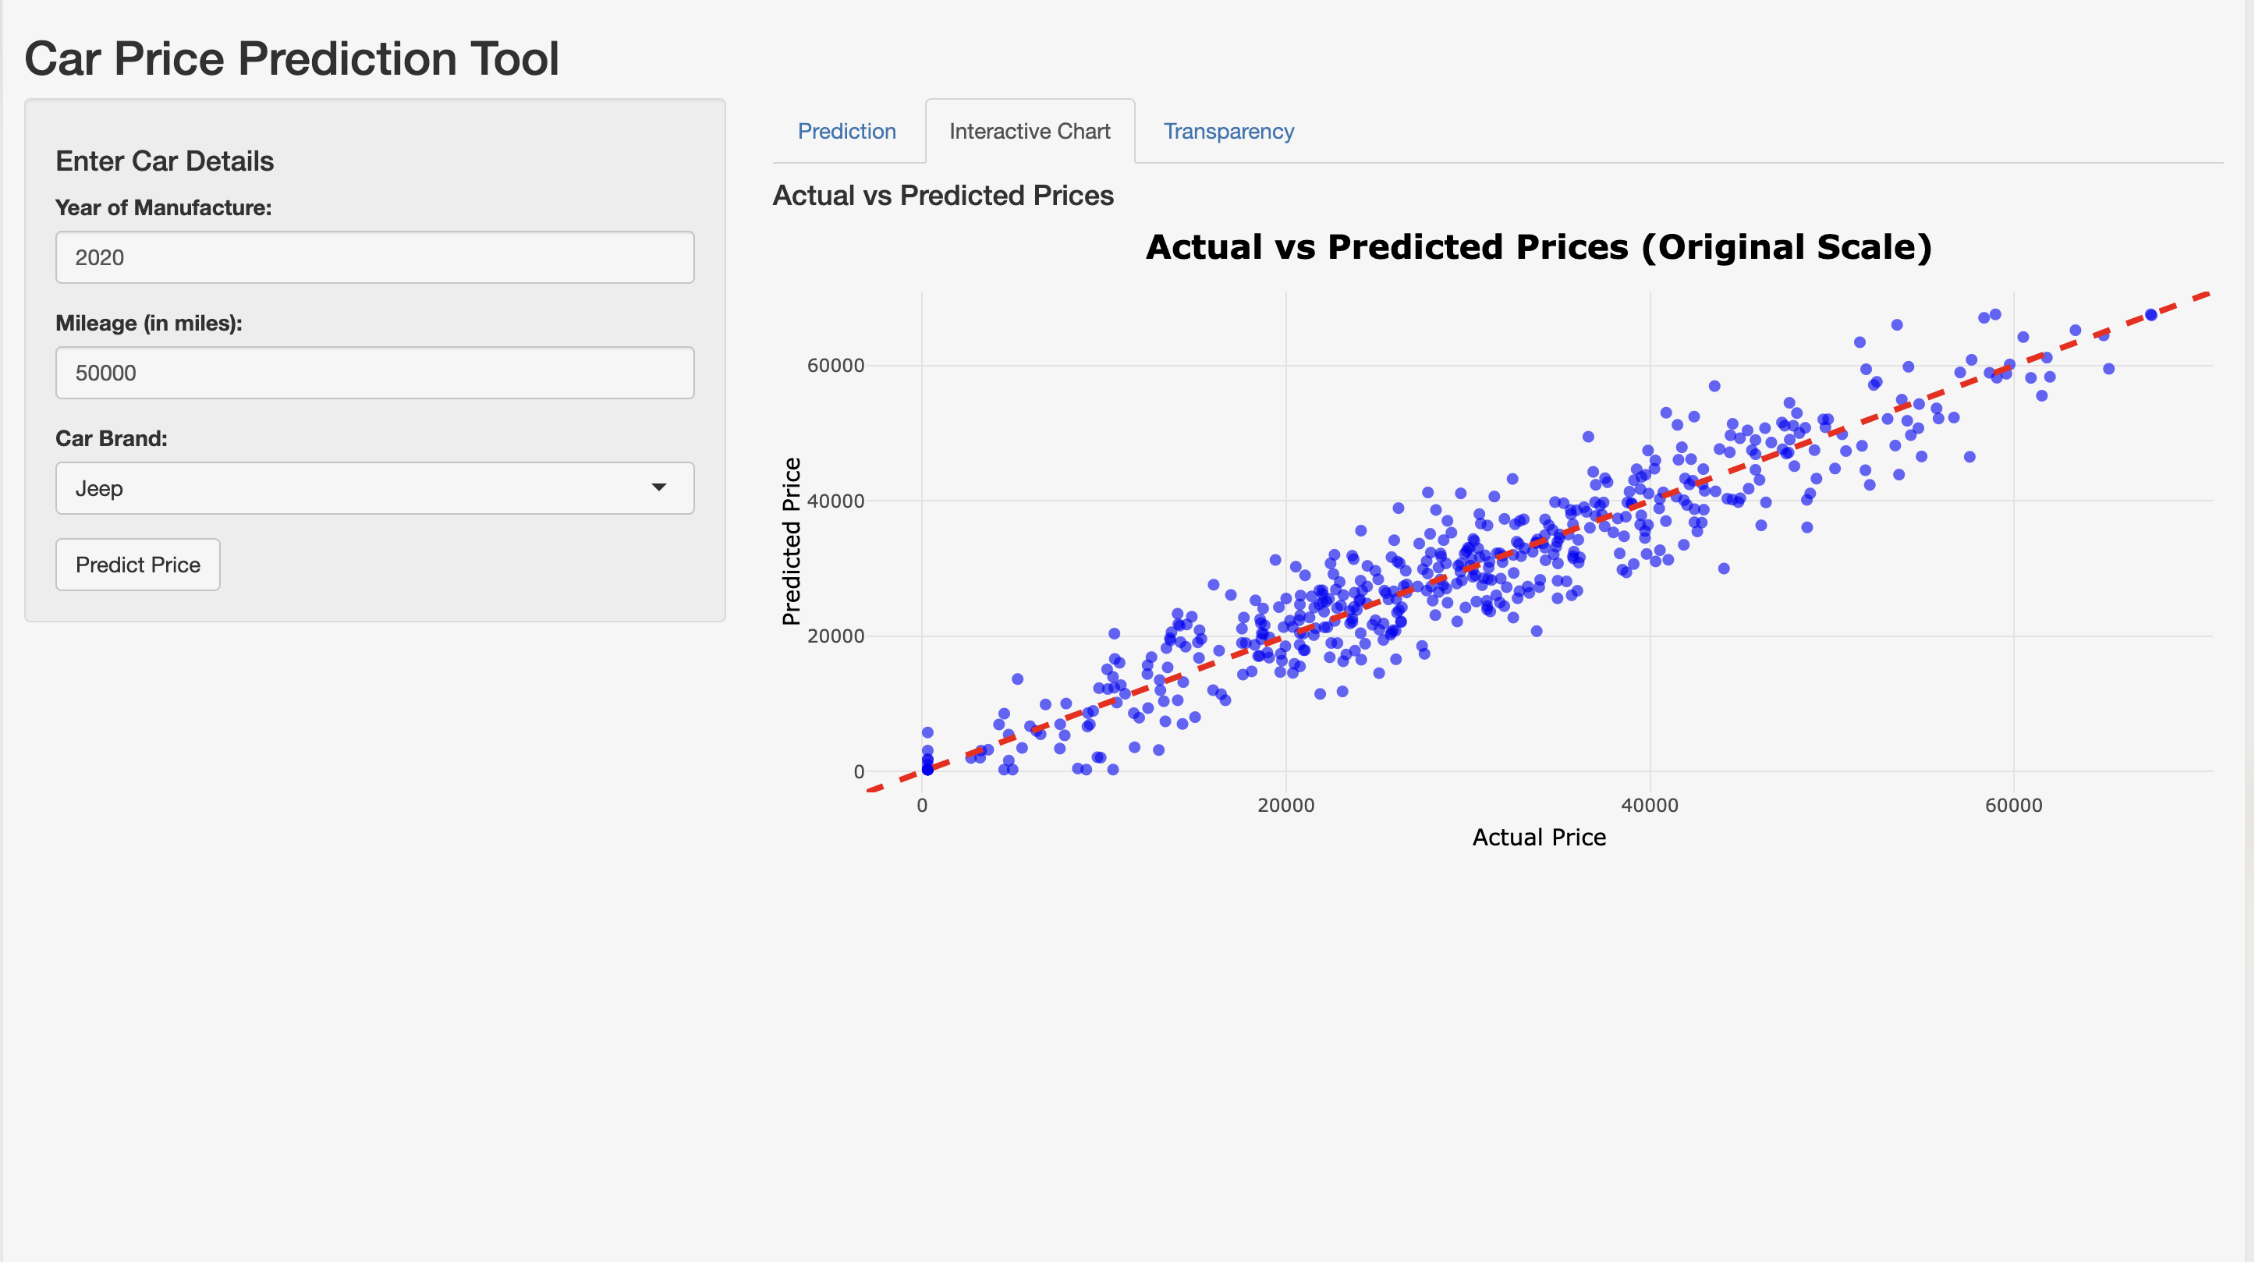 Car Price Prediction Tool
Enter Car Details
Year of Manufacture:
2020
Mileage (in miles):
50000
Car Brand:
Jeep
Predict Price
Prediction
Interactive Chart
Transparency
Actual vs Predicted Prices
Actual vs Predicted Prices (Original Scale)
Predicted Price
60000
40000
20000
0
0
20000
40000
60000
Actual Price